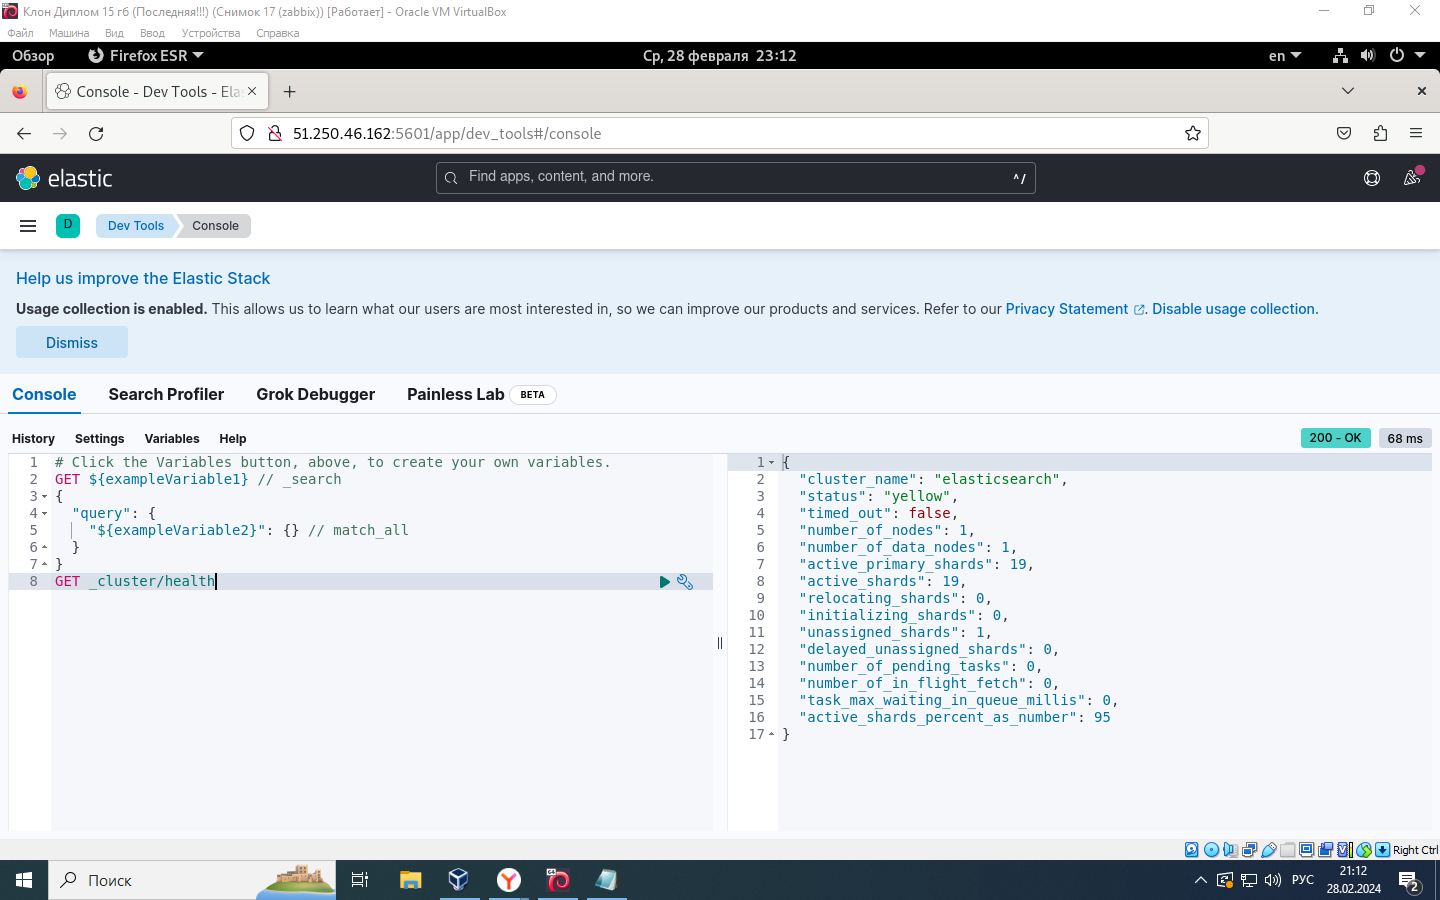 Клон Диплом 15 гб (Последняя!!!) (Снимок 17 (zabbix)) [Работает] - Oracle VM VirtualBox
Файл Машина Вид Ввод Устройства Справка
Обзор Firefox ESR Ср, 28 февраля 23:12 en
Console - Dev Tools - Ela
51.250.46.162:5601/app/dev_tools#/console
elastic Find apps, content, and more. ^/
D Dev Tools Console
Help us improve the Elastic Stack
Usage collection is enabled. This allows us to learn what our users are most interested in, so we can improve our products and services. Refer to our Privacy Statement. Disable usage collection.
Dismiss
Console Search Profiler Grok Debugger Painless Lab BETA
History Settings Variables Help 200 - OK 68 ms
1 # Click the Variables button, above, to create your own variables.
2 GET ${exampleVariable1} // _search
3 {
4 "query": {
5 "${exampleVariable2}": {} // match_all
6 }
7 }
8 GET _cluster/health
1 {
2 "cluster_name": "elasticsearch",
3 "status": "yellow",
4 "timed_out": false,
5 "number_of_nodes": 1,
6 "number_of_data_nodes": 1,
7 "active_primary_shards": 19,
8 "active_shards": 19,
9 "relocating_shards": 0,
10 "initializing_shards": 0,
11 "unassigned_shards": 1,
12 "delayed_unassigned_shards": 0,
13 "number_of_pending_tasks": 0,
14 "number_of_in_flight_fetch": 0,
15 "task_max_waiting_in_queue_millis": 0,
16 "active_shards_percent_as_number": 95
17 }
Right Ctrl
Поиск РУС 21:12
28.02.2024
2